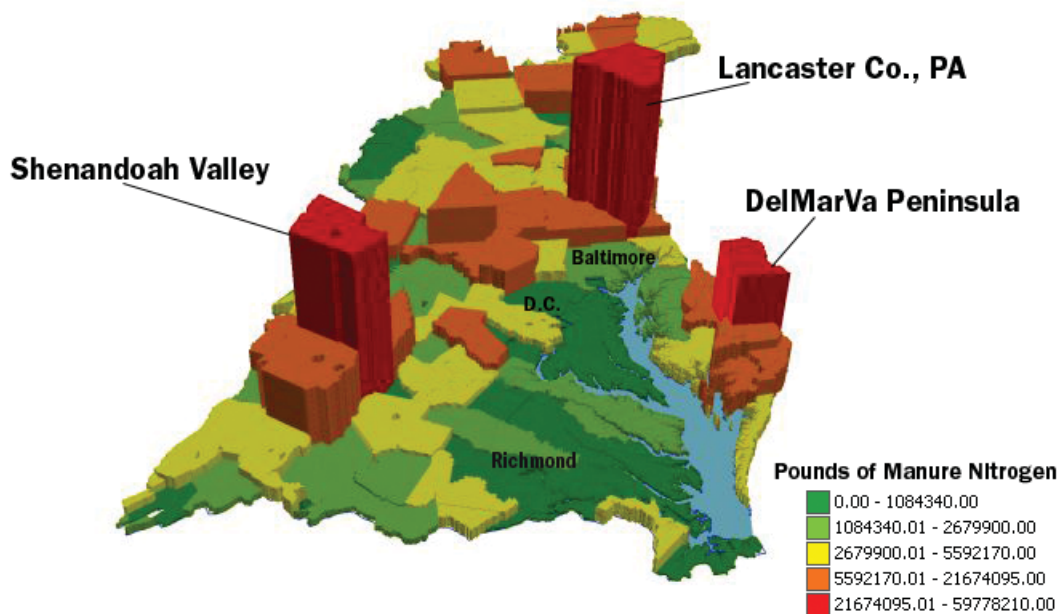 Lancaster Co., PA
Shenandoah Valley
DelMarVa Peninsula
Baltimore
D.C.
Richmond
Pounds of Manure NItrogen
0.00 - 1084340.00
1084340.01 - 2679900.00
2679900.01 - 5592170.00
5592170.01 - 21674095.00
21674095.01 - 59778210.00